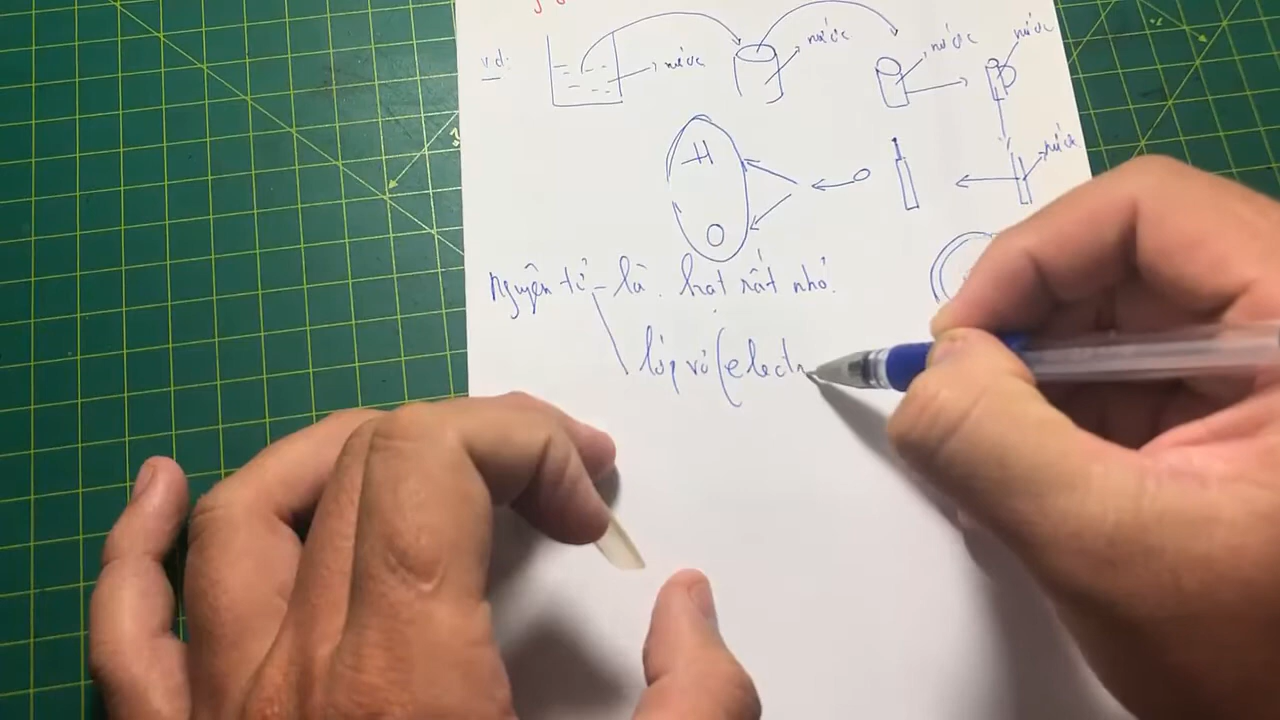 vd:
nước
nước
nước
nước
nước
H
O
nguyên tử - là hạt rất nhỏ.
lớp vỏ (electr